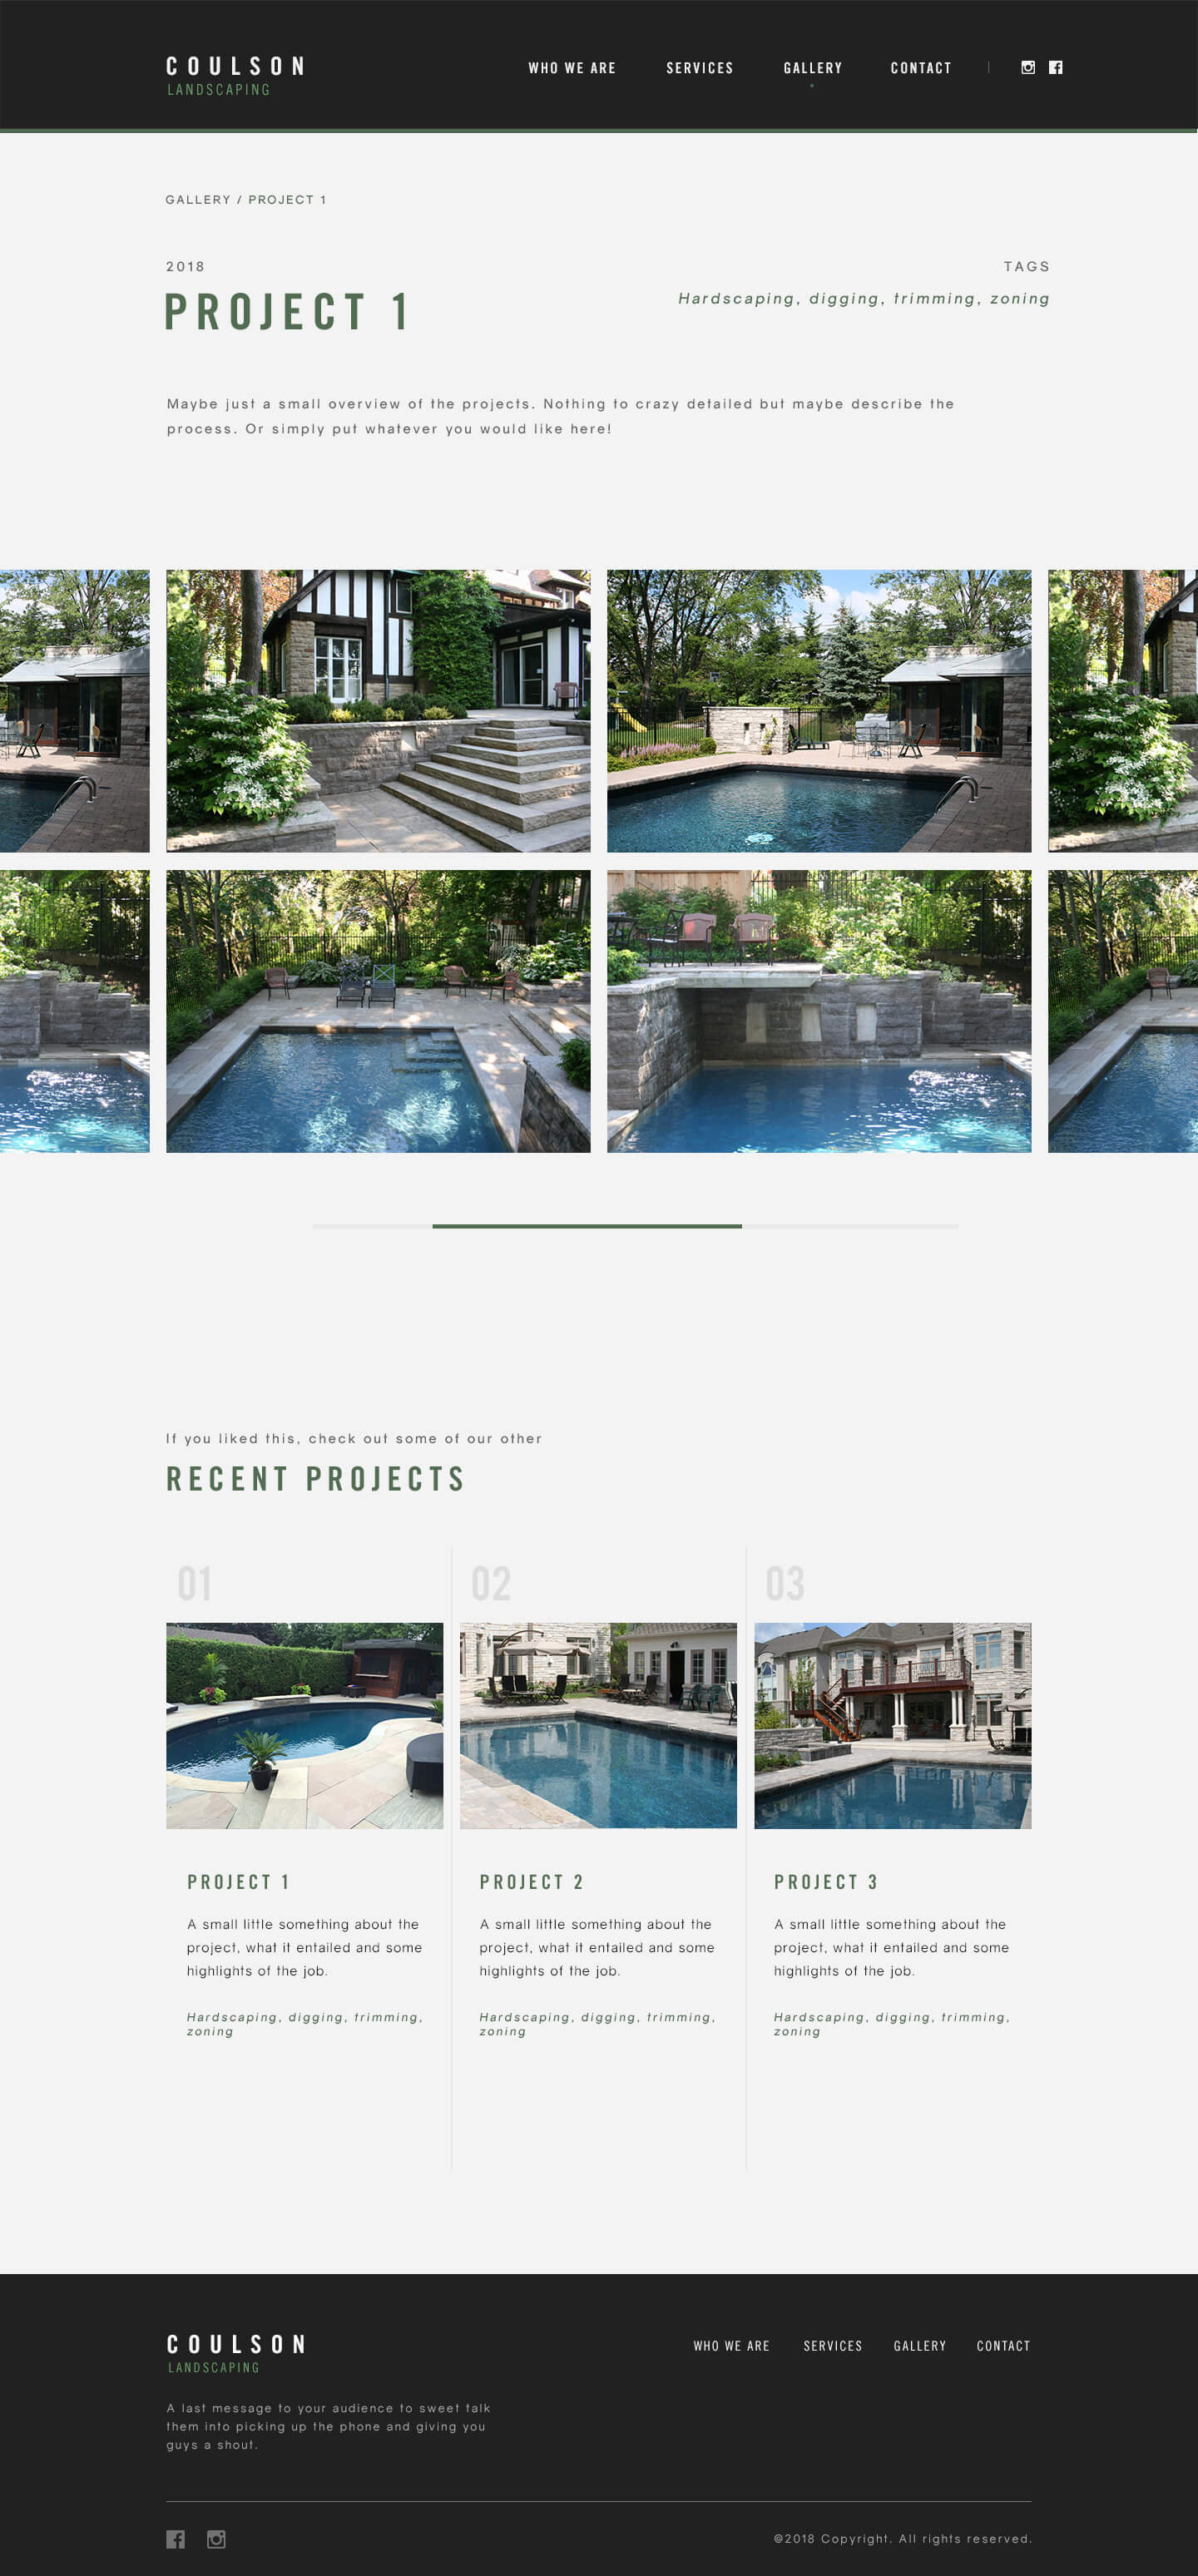 COULSON
LANDSCAPING
WHO WE ARE
SERVICES
GALLERY
CONTACT
GALLERY / PROJECT 1
2018
PROJECT 1
TAGS
Hardscaping, digging, trimming, zoning
Maybe just a small overview of the projects. Nothing to crazy detailed but maybe describe the
process. Or simply put whatever you would like here!
If you liked this, check out some of our other
RECENT PROJECTS
01
PROJECT 1
A small little something about the
project, what it entailed and some
highlights of the job.
Hardscaping, digging, trimming,
zoning
02
PROJECT 2
A small little something about the
project, what it entailed and some
highlights of the job.
Hardscaping, digging, trimming,
zoning
03
PROJECT 3
A small little something about the
project, what it entailed and some
highlights of the job.
Hardscaping, digging, trimming,
zoning
COULSON
LANDSCAPING
A last message to your audience to sweet talk
them into picking up the phone and giving you
guys a shout.
WHO WE ARE
SERVICES
GALLERY
CONTACT
©2018 Copyright. All rights reserved.